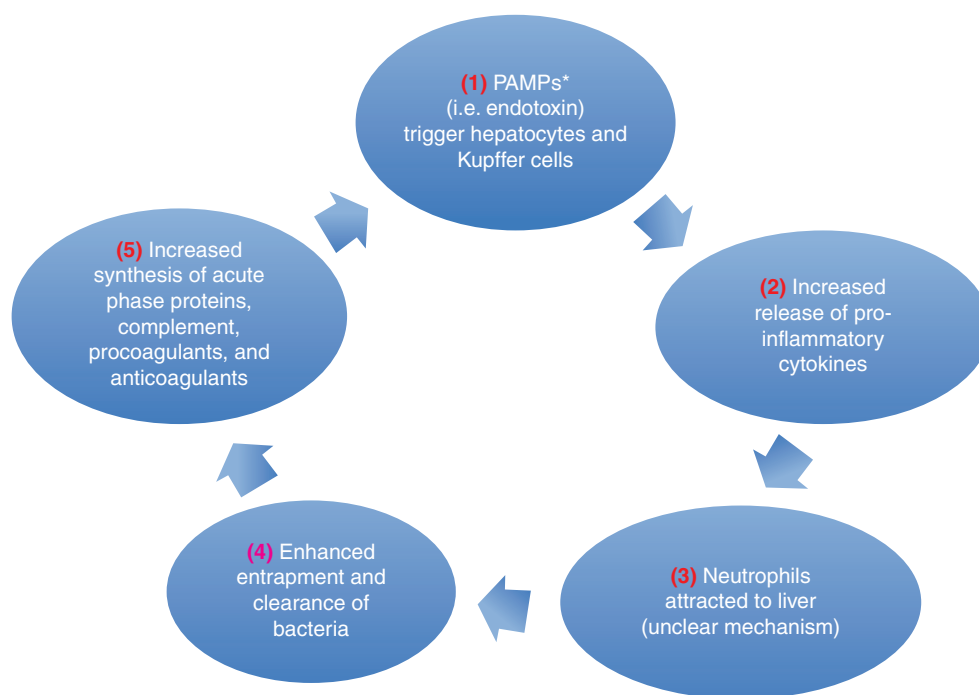 (1) PAMPs*
(i.e. endotoxin)
trigger hepatocytes and
Kupffer cells
(2) Increased
release of pro-
inflammatory
cytokines
(3) Neutrophils
attracted to liver
(unclear mechanism)
(4) Enhanced
entrapment and
clearance of
bacteria
(5) Increased
synthesis of acute
phase proteins,
complement,
procoagulants, and
anticoagulants